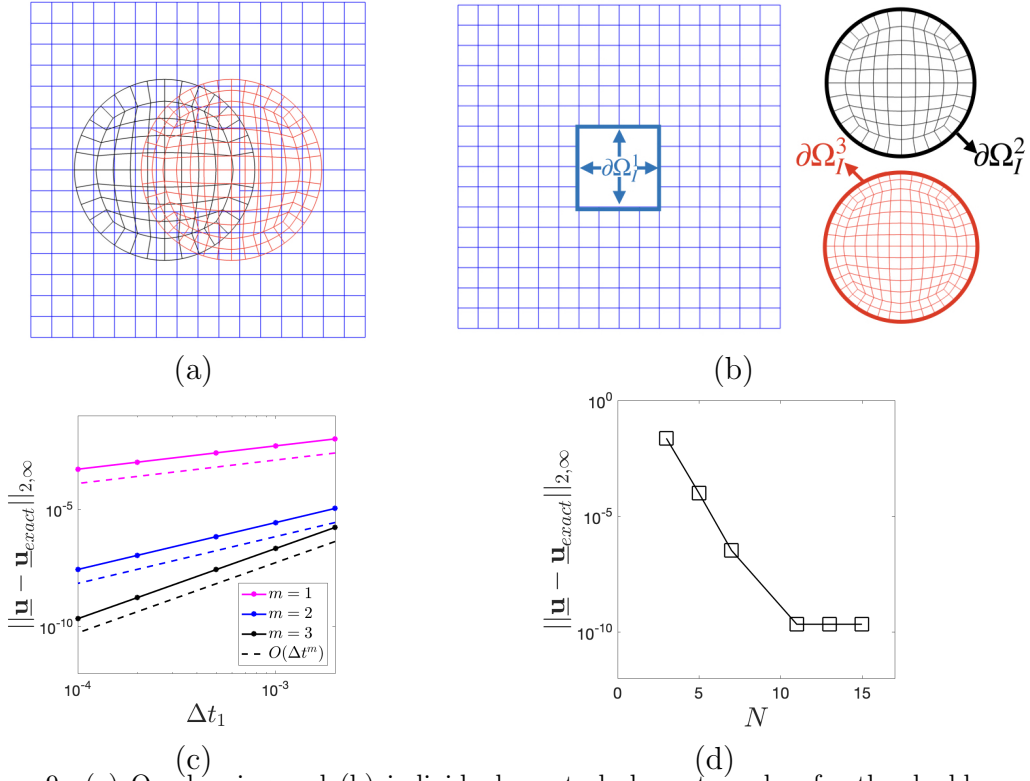 ∂Ω_I^1
∂Ω_I^3
∂Ω_I^2
(a)
(b)
||u − u_exact||_{2,∞}
10^-5
10^-10
m = 1
m = 2
m = 3
O(Δt^m)
10^-4
10^-3
Δt_1
||u − u_exact||_{2,∞}
10^0
10^-5
10^-10
0
5
10
15
N
(c)
(d)